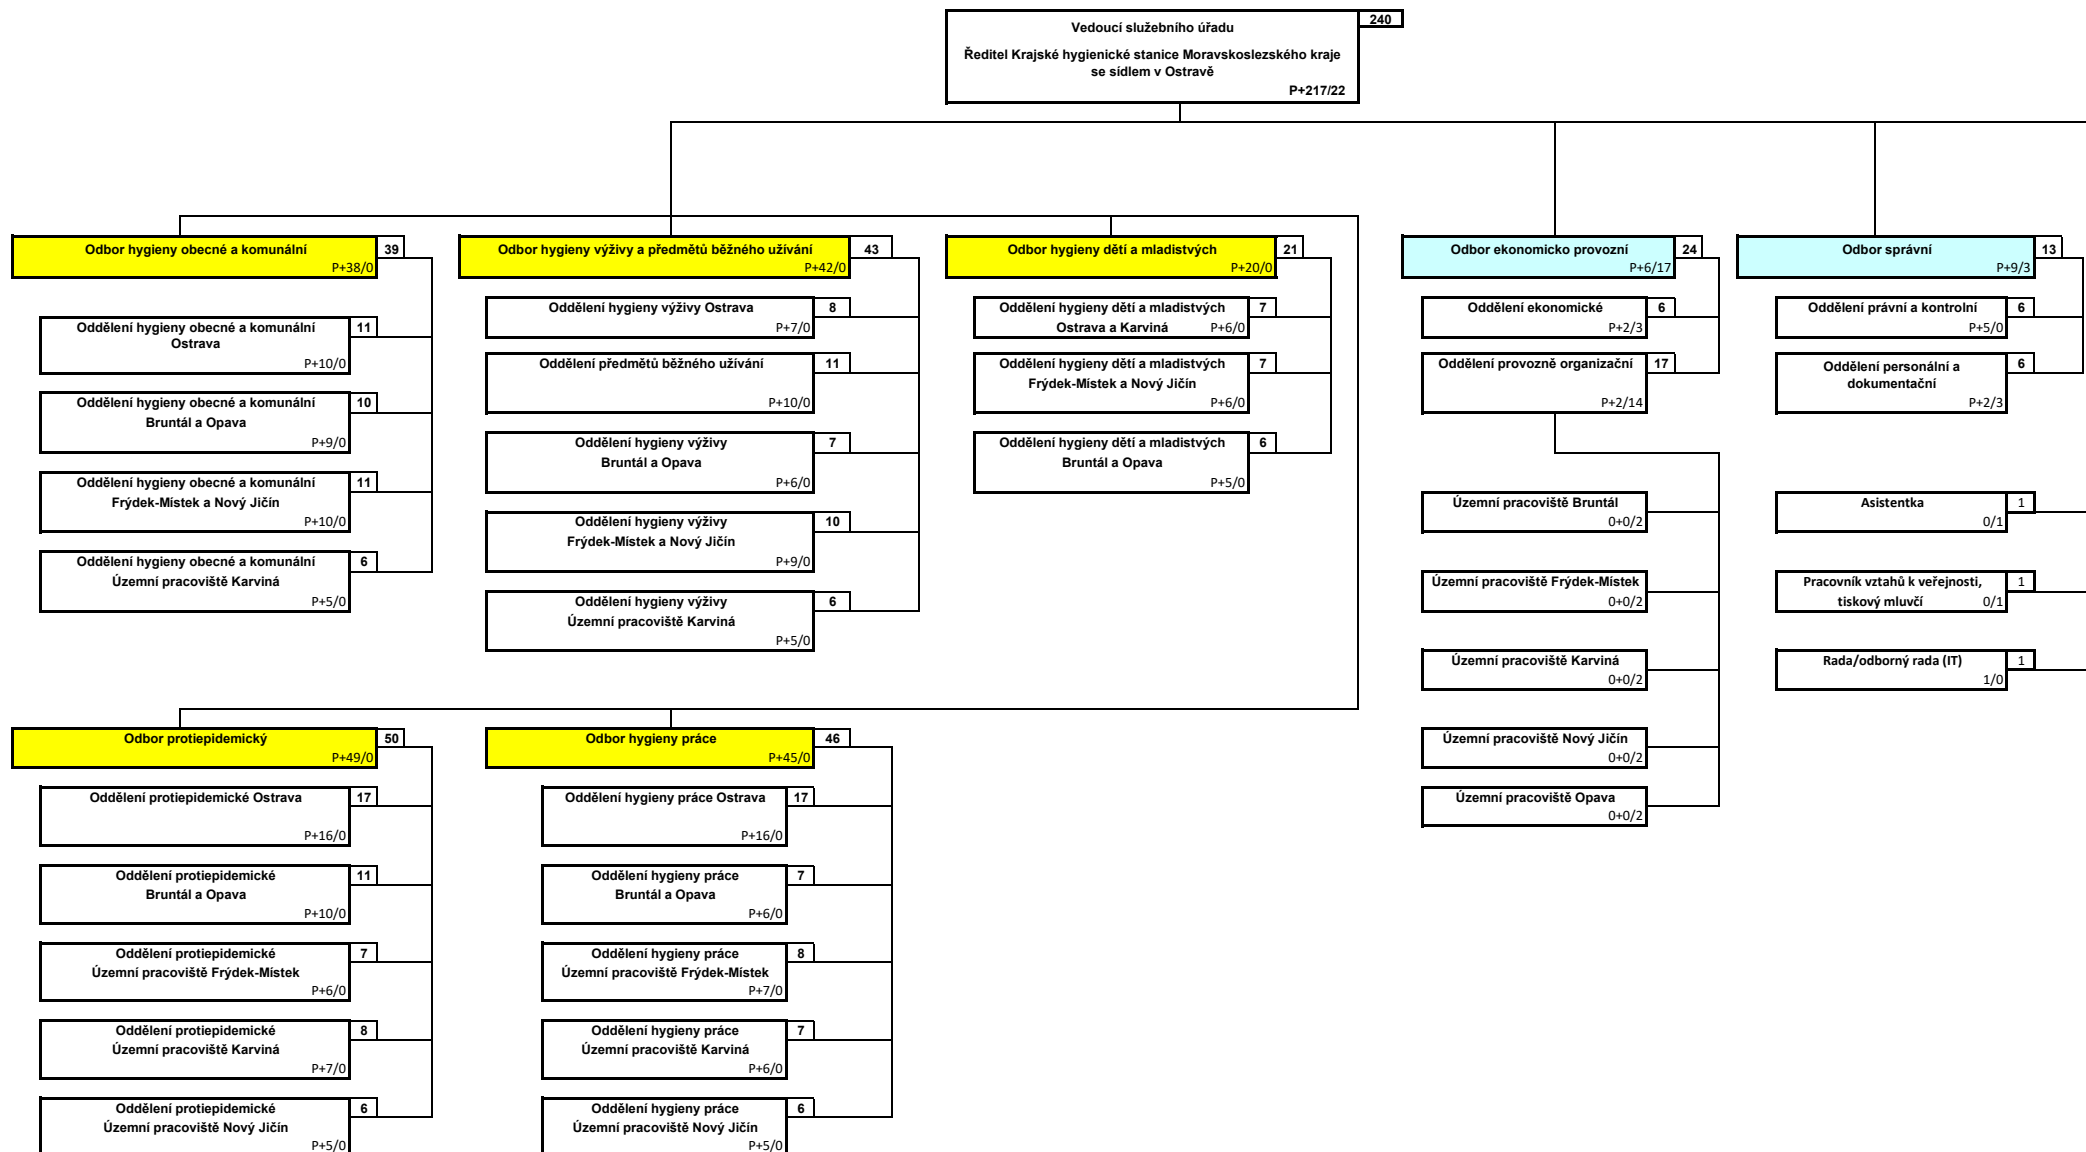 Vedoucí služebního úřadu
240
Ředitel Krajské hygienické stanice Moravskoslezského kraje
se sídlem v Ostravě
P+217/22
Odbor hygieny obecné a komunální
39
P+38/0
Oddělení hygieny obecné a komunální
11
Ostrava
P+10/0
Oddělení hygieny obecné a komunální
10
Bruntál a Opava
P+9/0
Oddělení hygieny obecné a komunální
11
Frýdek-Místek a Nový Jičín
P+10/0
Oddělení hygieny obecné a komunální
6
Územní pracoviště Karviná
P+5/0
Odbor hygieny výživy a předmětů běžného užívání
43
P+42/0
Oddělení hygieny výživy Ostrava
8
P+7/0
Oddělení předmětů běžného užívání
11
P+10/0
Oddělení hygieny výživy
7
Bruntál a Opava
P+6/0
Oddělení hygieny výživy
10
Frýdek-Místek a Nový Jičín
P+9/0
Oddělení hygieny výživy
6
Územní pracoviště Karviná
P+5/0
Odbor hygieny dětí a mladistvých
21
P+20/0
Oddělení hygieny dětí a mladistvých
7
Ostrava a Karviná P+6/0
Oddělení hygieny dětí a mladistvých
7
Frýdek-Místek a Nový Jičín
P+6/0
Oddělení hygieny dětí a mladistvých
6
Bruntál a Opava
P+5/0
Odbor ekonomicko provozní
24
P+6/17
Oddělení ekonomické
6
P+2/3
Oddělení provozně organizační
17
P+2/14
Územní pracoviště Bruntál
0+0/2
Územní pracoviště Frýdek-Místek
0+0/2
Územní pracoviště Karviná
0+0/2
Územní pracoviště Nový Jičín
0+0/2
Územní pracoviště Opava
0+0/2
Odbor správní
13
P+9/3
Oddělení právní a kontrolní
6
P+5/0
Oddělení personální a
6
dokumentační
P+2/3
Asistentka
1
0/1
Pracovník vztahů k veřejnosti,
1
tiskový mluvčí 0/1
Rada/odborný rada (IT)
1
1/0
Odbor protiepidemický
50
P+49/0
Oddělení protiepidemické Ostrava
17
P+16/0
Oddělení protiepidemické
11
Bruntál a Opava
P+10/0
Oddělení protiepidemické
7
Územní pracoviště Frýdek-Místek
P+6/0
Oddělení protiepidemické
8
Územní pracoviště Karviná
P+7/0
Oddělení protiepidemické
6
Územní pracoviště Nový Jičín
P+5/0
Odbor hygieny práce
46
P+45/0
Oddělení hygieny práce Ostrava
17
P+16/0
Oddělení hygieny práce
7
Bruntál a Opava
P+6/0
Oddělení hygieny práce
8
Územní pracoviště Frýdek-Místek
P+7/0
Oddělení hygieny práce
7
Územní pracoviště Karviná
P+6/0
Oddělení hygieny práce
6
Územní pracoviště Nový Jičín
P+5/0